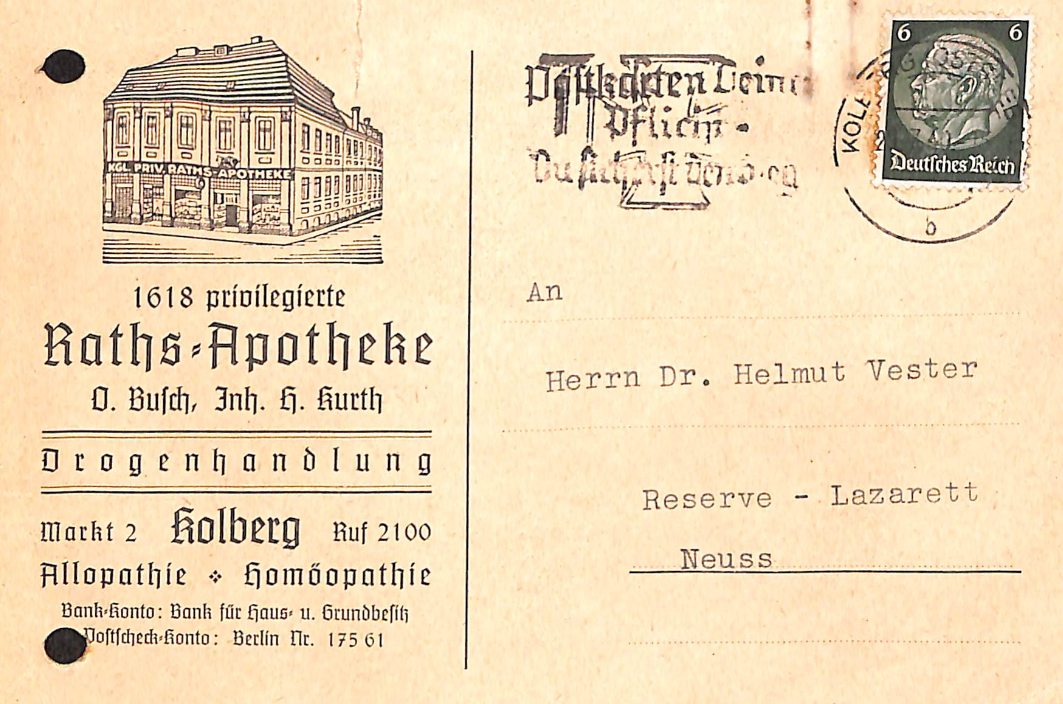 KGL. PRIV. RATHS-APOTHEKE
1618 privilegierte
Raths-Apotheke
O. Busch, Inh. H. Kurth
Drogenhandlung
Markt 2 Kolberg Ruf 2100
Allopathie Homöopathie
Bank-Konto: Bank für Haus- u. Grundbesitz
Postscheck-Konto: Berlin Nr. 175 61
Deine
Pflicht
6 6
Deutsches Reich
b
An
Herrn Dr. Helmut Vester
Reserve - Lazarett
Neuss